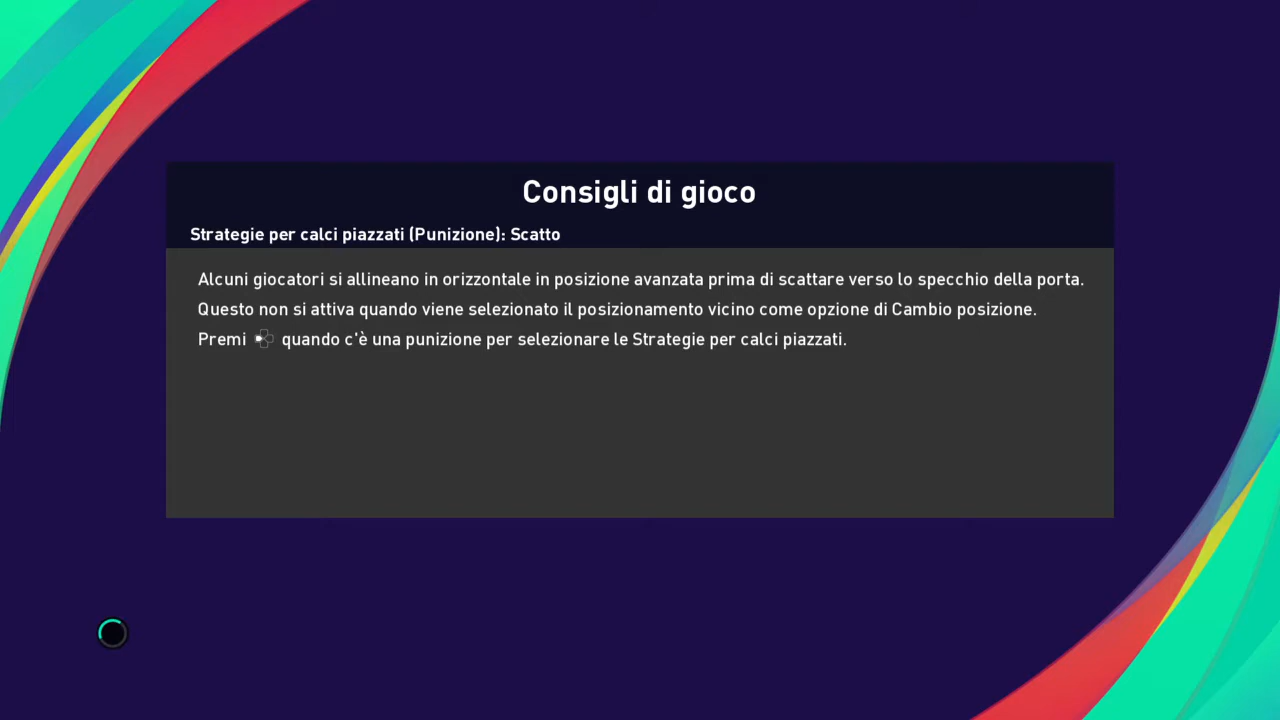 Consigli di gioco
Strategie per calci piazzati (Punizione): Scatto
Alcuni giocatori si allineano in orizzontale in posizione avanzata prima di scattare verso lo specchio della porta.
Questo non si attiva quando viene selezionato il posizionamento vicino come opzione di Cambio posizione.
Premi quando c'è una punizione per selezionare le Strategie per calci piazzati.